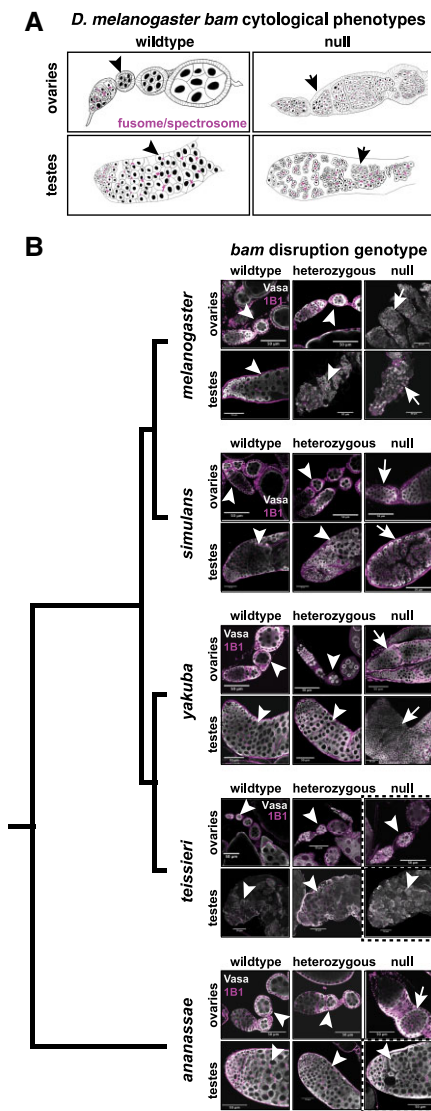 A
D. melanogaster bam cytological phenotypes
wildtype null
ovaries
fusome/spectrosome
testes
B
bam disruption genotype
wildtype heterozygous null
melanogaster
ovaries
Vasa
1B1
testes
wildtype heterozygous null
simulans
ovaries
Vasa
1B1
testes
wildtype heterozygous null
yakuba
ovaries
Vasa
1B1
testes
wildtype heterozygous null
teissieri
ovaries
Vasa
1B1
testes
wildtype heterozygous null
ananassae
ovaries
Vasa
1B1
testes